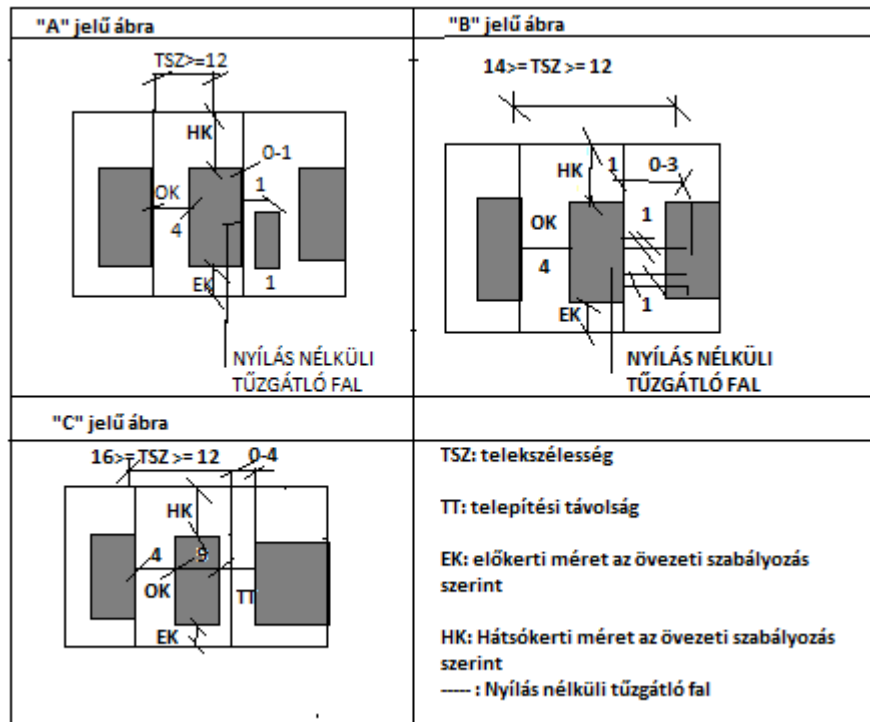 "A" jelű ábra
TSZ>=12
HK
0-1
OK
1
4
EK
1
NYÍLÁS NÉLKÜLI
TŰZGÁTLÓ FAL
"B" jelű ábra
14>= TSZ >= 12
HK
1
0-3
OK
1
4
EK
1
NYÍLÁS NÉLKÜLI
TŰZGÁTLÓ FAL
"C" jelű ábra
16>= TSZ >= 12
0-4
HK
4
9
OK
TT
EK
TSZ: telekszélesség
TT: telepítési távolság
EK: előkerti méret az övezeti szabályozás
szerint
HK: Hátsókerti méret az övezeti szabályozás
szerint
----- : Nyílás nélküli tűzgátló fal